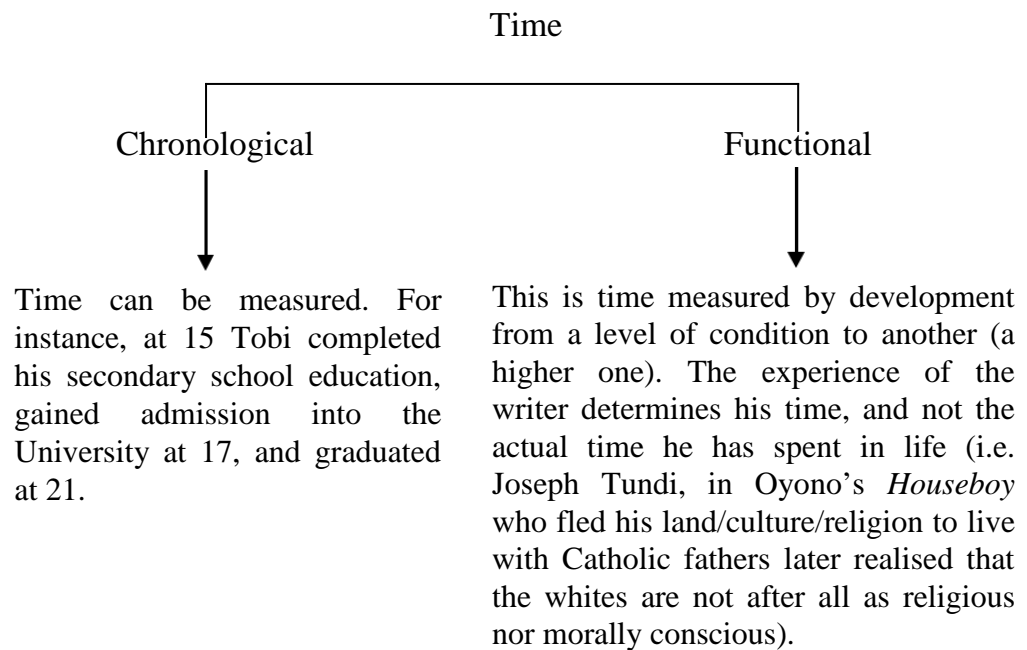 Time
Chronological
Functional
Time can be measured. For
instance, at 15 Tobi completed
his secondary school education,
gained admission into the
University at 17, and graduated
at 21.
This is time measured by development
from a level of condition to another (a
higher one). The experience of the
writer determines his time, and not the
actual time he has spent in life (i.e.
Joseph Tundi, in Oyono’s Houseboy
who fled his land/culture/religion to live
with Catholic fathers later realised that
the whites are not after all as religious
nor morally conscious).